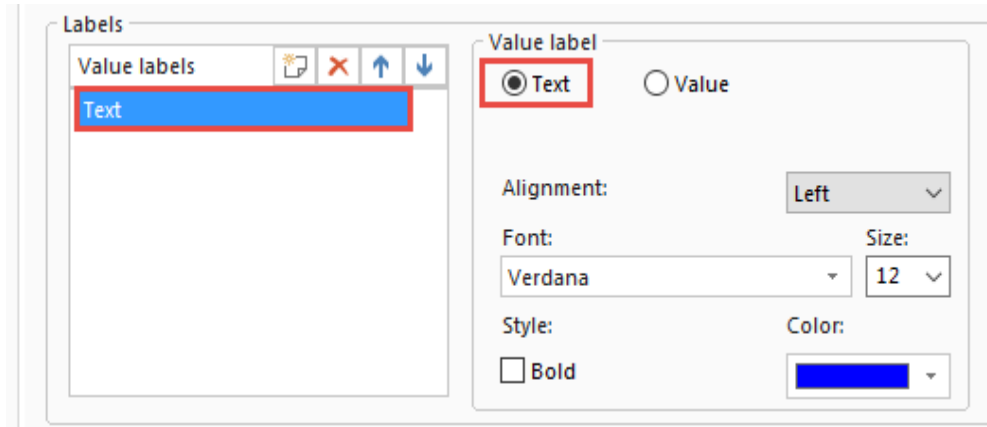 Labels
Value labels
Text
Value label
Text Value
Alignment: Left
Font: Size:
Verdana 12
Style: Color:
Bold